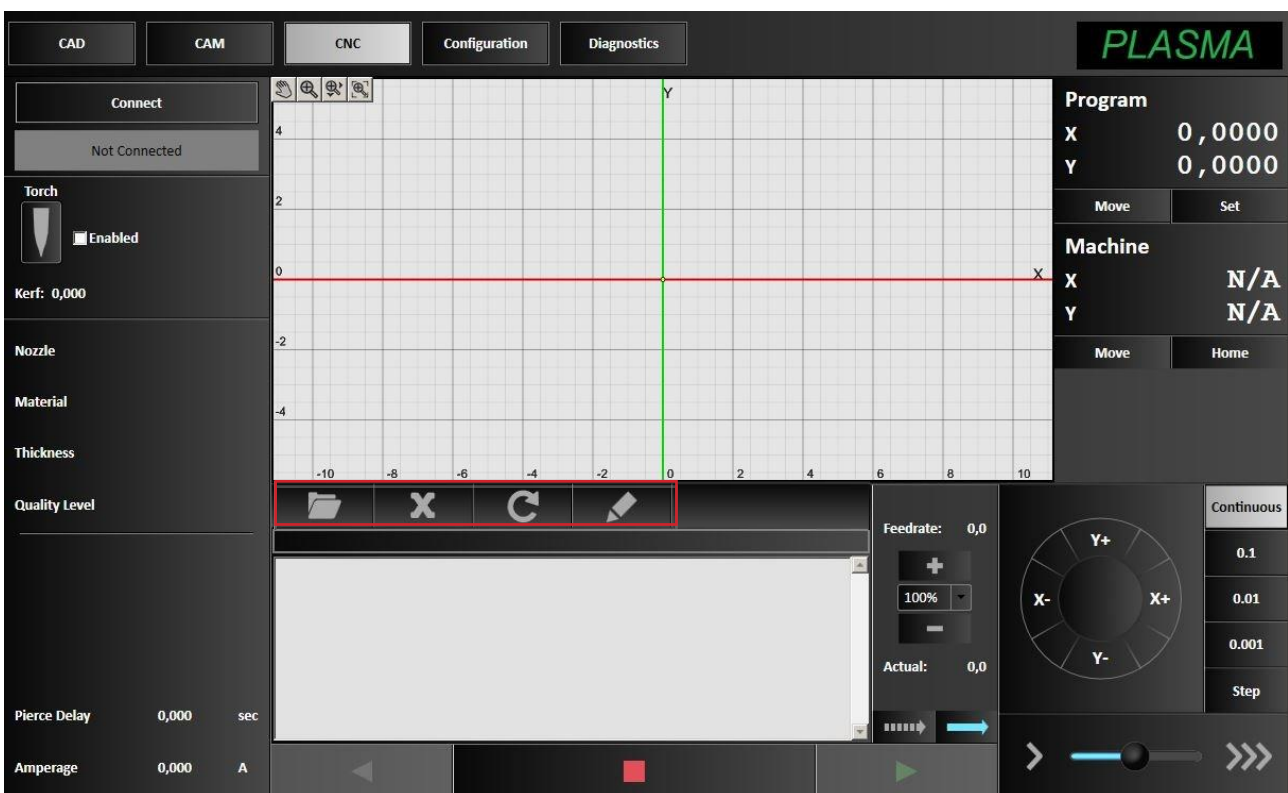 CAD CAM CNC Configuration Diagnostics PLASMA
Connect
Not Connected
Torch
Enabled
Kerf: 0,000
Nozzle
Material
Thickness
Quality Level
Pierce Delay 0,000 sec
Amperage 0,000 A
Y
4
2
0 X
-2
-4
-10 -8 -6 -4 -2 0 2 4 6 8 10
Program
X 0,0000
Y 0,0000
Move Set
Machine
X N/A
Y N/A
Move Home
Feedrate: 0,0
100%
Actual: 0,0
Y+
X- X+
Y-
Continuous
0.1
0.01
0.001
Step